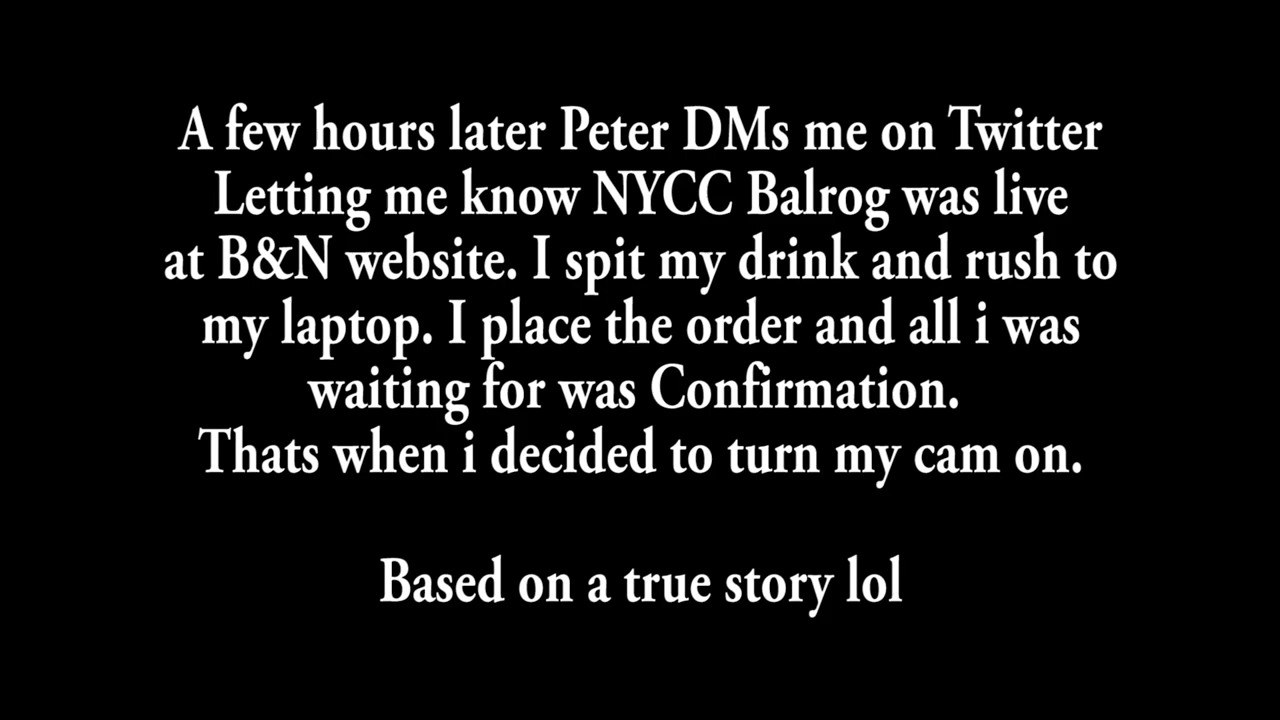 A few hours later Peter DMs me on Twitter
Letting me know NYCC Balrog was live
at B&N website. I spit my drink and rush to
my laptop. I place the order and all i was
waiting for was Confirmation.
Thats when i decided to turn my cam on.
Based on a true story lol